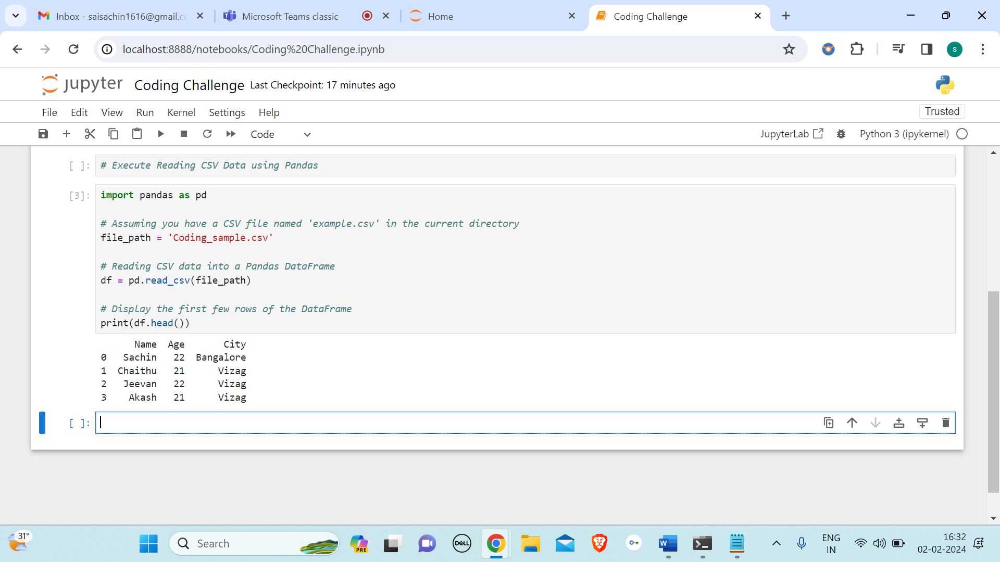 Inbox - saisachin1616@gmail.c
Microsoft Teams classic
Home
Coding Challenge
localhost:8888/notebooks/Coding%20Challenge.ipynb
s
jupyter Coding Challenge Last Checkpoint: 17 minutes ago
File Edit View Run Kernel Settings Help
Trusted
Code
JupyterLab
Python 3 (ipykernel)
[ ]: # Execute Reading CSV Data using Pandas
[3]: import pandas as pd
# Assuming you have a CSV file named 'example.csv' in the current directory
file_path = 'Coding_sample.csv'
# Reading CSV data into a Pandas DataFrame
df = pd.read_csv(file_path)
# Display the first few rows of the DataFrame
print(df.head())
Name Age City
0 Sachin 22 Bangalore
1 Chaithu 21 Vizag
2 Jeevan 22 Vizag
3 Akash 21 Vizag
[ ]:
31°
Search
PRE
DELL
W
ENG
IN
16:32
02-02-2024